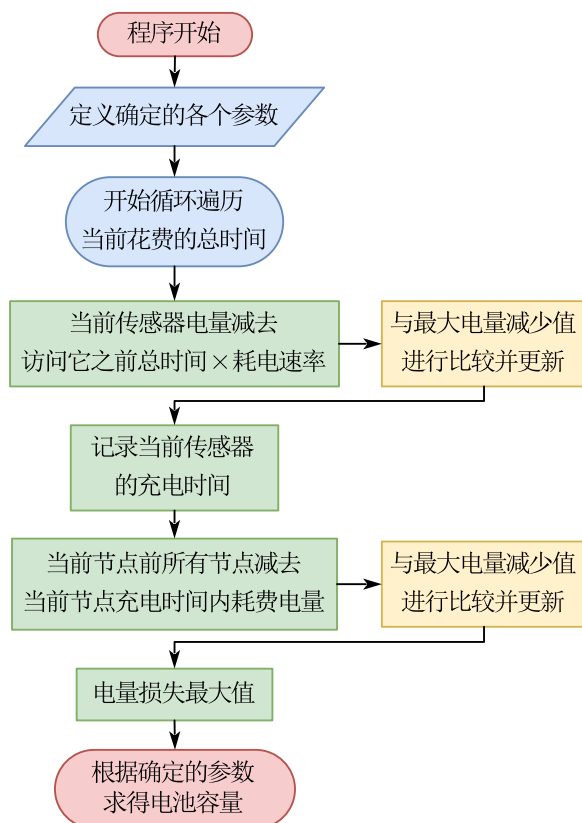 程序开始
定义确定的各个参数
开始循环遍历
当前花费的总时间
当前传感器电量减去
访问它之前总时间×耗电速率
与最大电量减少值
进行比较并更新
记录当前传感器
的充电时间
当前节点前所有节点减去
当前节点充电时间内耗费电量
与最大电量减少值
进行比较并更新
电量损失最大值
根据确定的参数
求得电池容量